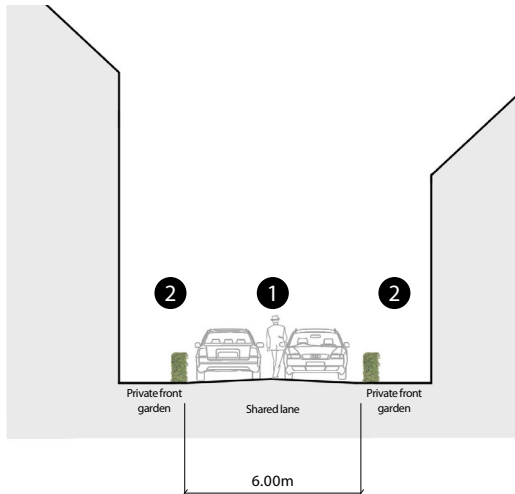 2
1
2
Private front
garden
Shared lane
Private front
garden
6.00m